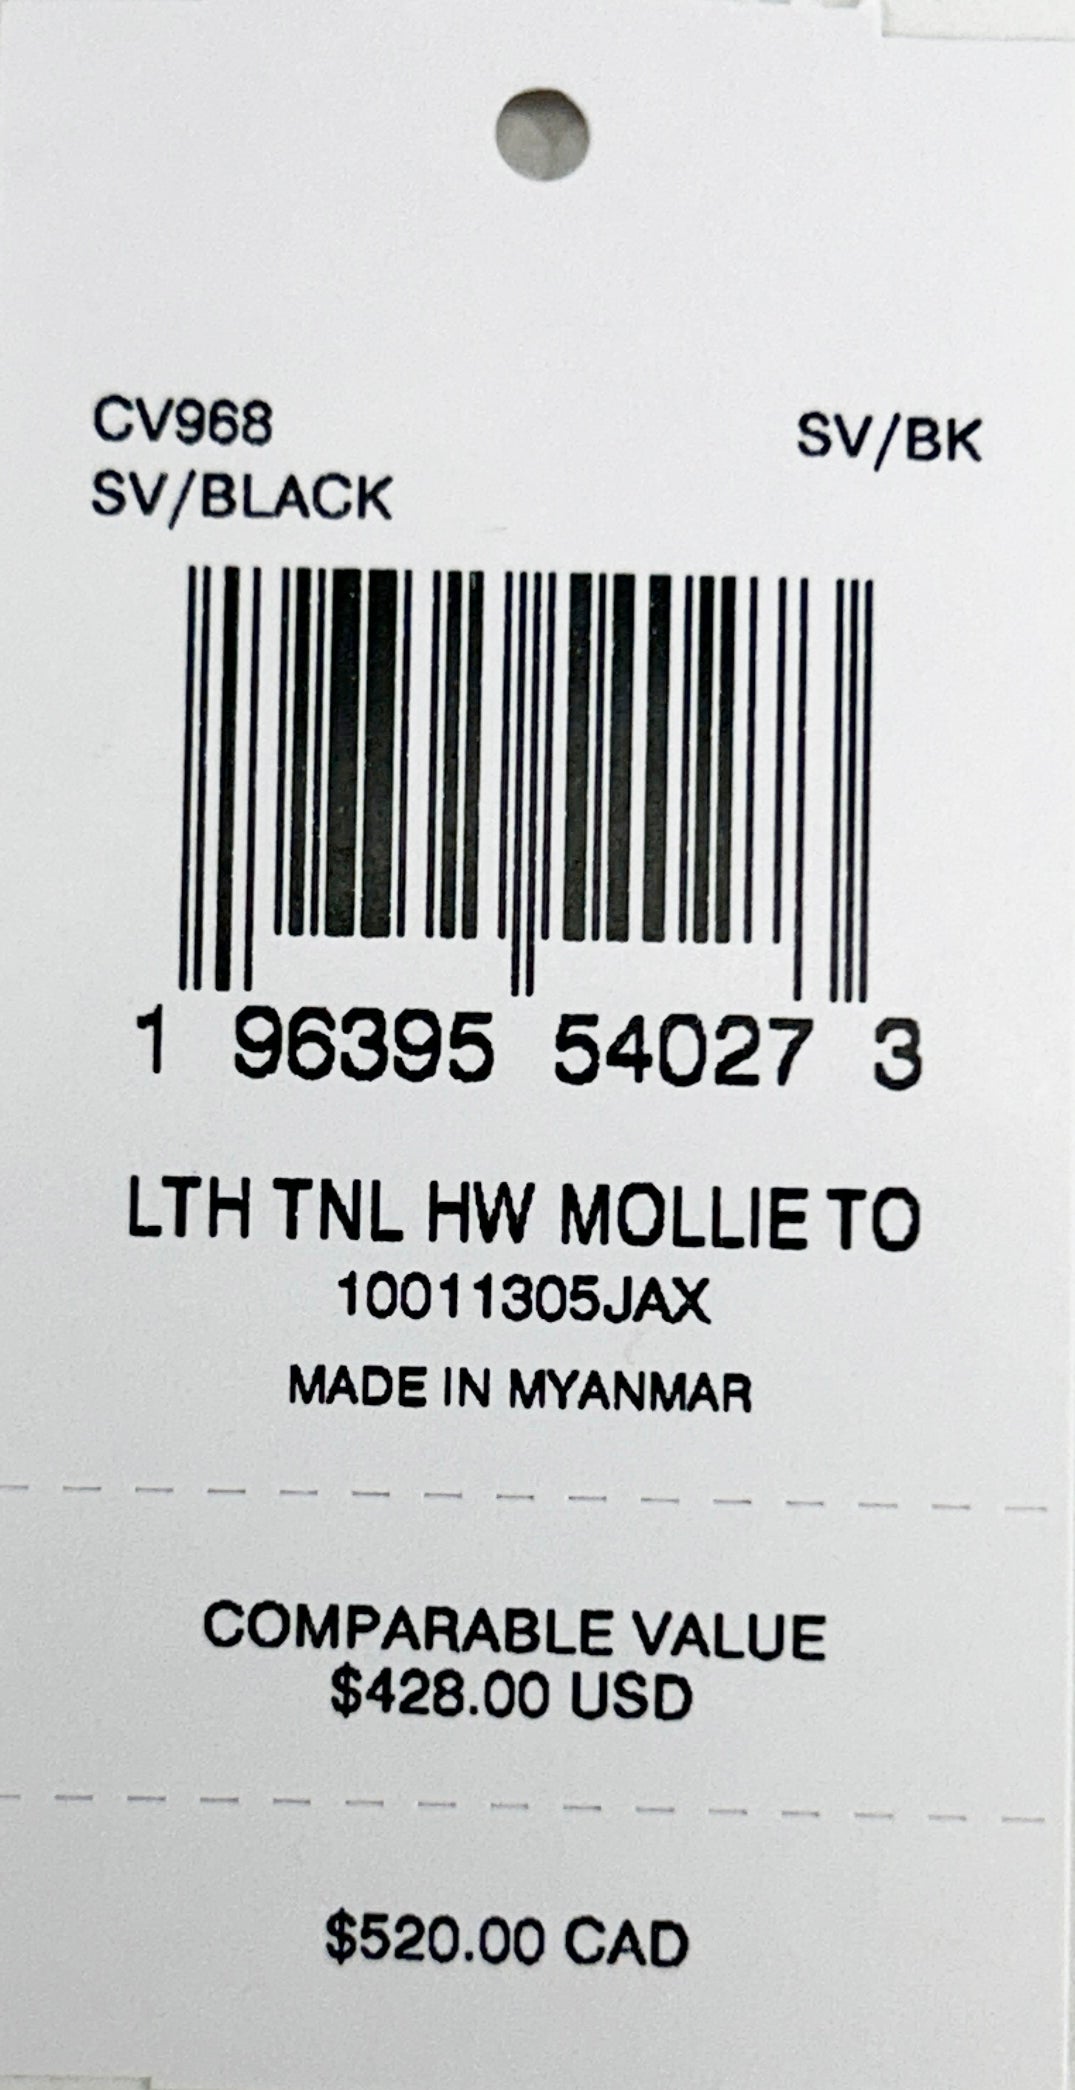 CV968 SV/BK
SV/BLACK
1 96395 54027 3
LTH TNL HW MOLLIE TO
10011305JAX
MADE IN MYANMAR
COMPARABLE VALUE
$428.00 USD
$520.00 CAD